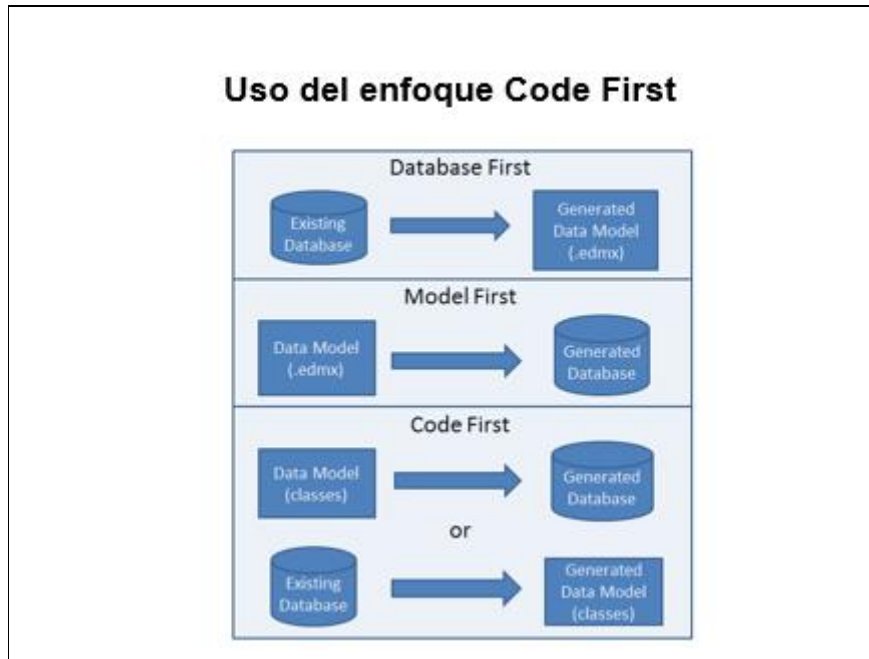 Uso del enfoque Code First
Database First
Existing
Database
Generated
Data Model
(.edmx)
Model First
Data Model
(.edmx)
Generated
Database
Code First
Data Model
(classes)
Generated
Database
or
Existing
Database
Generated
Data Model
(classes)